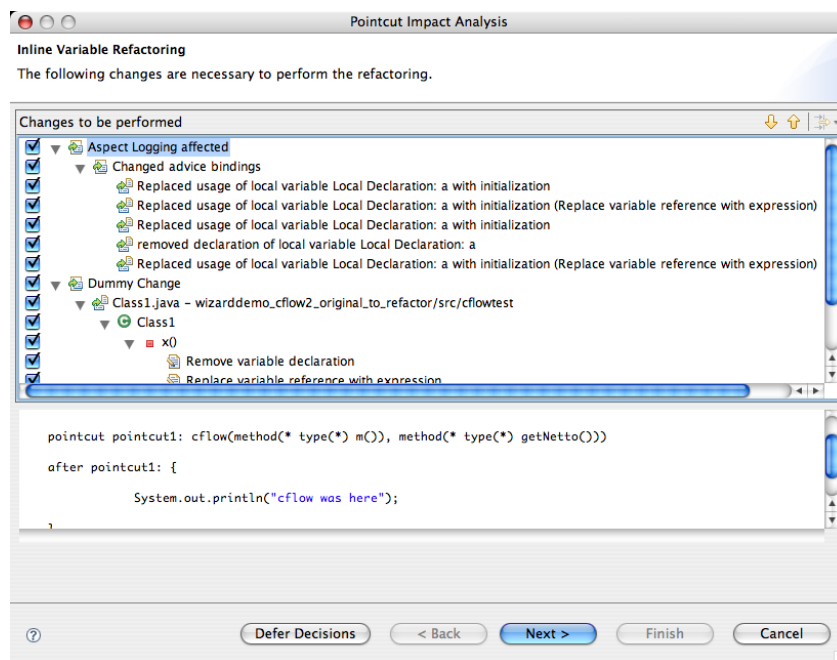 Pointcut Impact Analysis
Inline Variable Refactoring
The following changes are necessary to perform the refactoring.
Changes to be performed
Aspect Logging affected
Changed advice bindings
Replaced usage of local variable Local Declaration: a with initialization
Replaced usage of local variable Local Declaration: a with initialization (Replace variable reference with expression)
Replaced usage of local variable Local Declaration: a with initialization
removed declaration of local variable Local Declaration: a
Replaced usage of local variable Local Declaration: a with initialization (Replace variable reference with expression)
Dummy Change
Class1.java – wizarddemo_cflow2_original_to_refactor/src/cflowtest
Class1
x()
Remove variable declaration
Replace variable reference with expression
pointcut pointcut1: cflow(method(* type(*) m()), method(* type(*) getNetto()))
after pointcut1: {
System.out.println("cflow was here");
}
Defer Decisions < Back Next > Finish Cancel